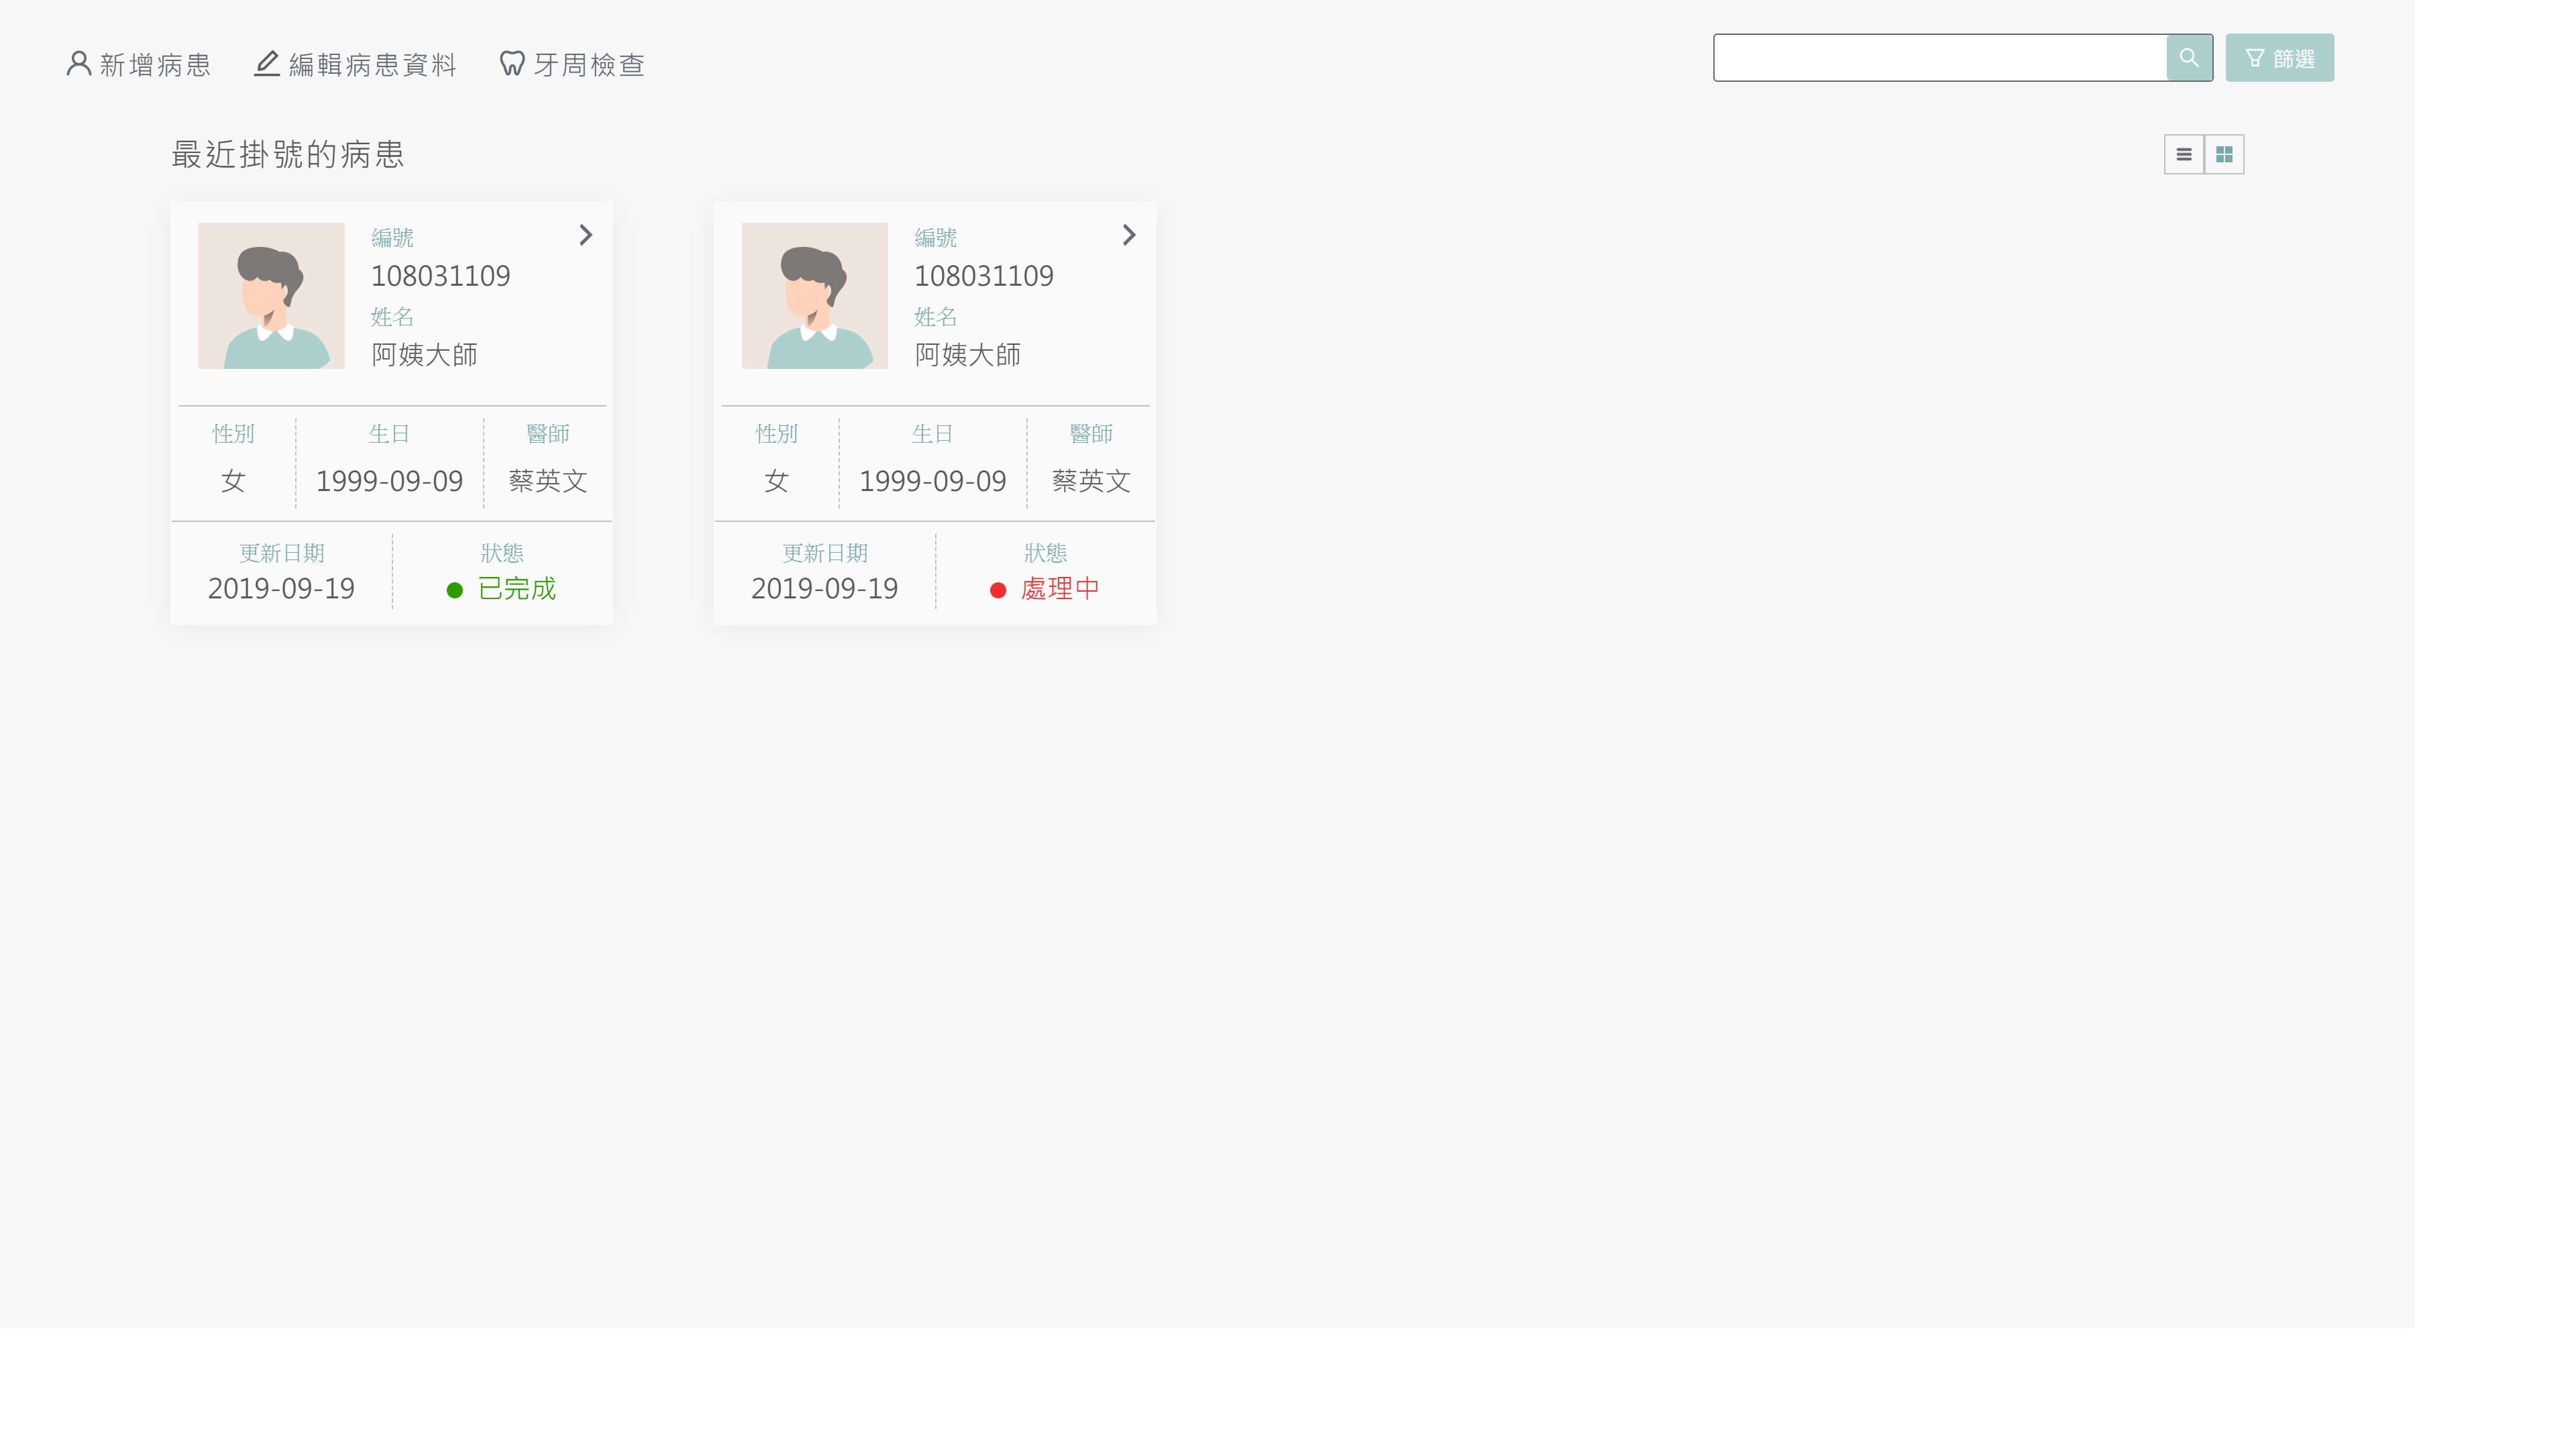 新增病患 編輯病患資料 牙周檢查
篩選
最近掛號的病患
編號
108031109
姓名
阿姨大師
性別 生日 醫師
女 1999-09-09 蔡英文
更新日期 狀態
2019-09-19 已完成
編號
108031109
姓名
阿姨大師
性別 生日 醫師
女 1999-09-09 蔡英文
更新日期 狀態
2019-09-19 處理中